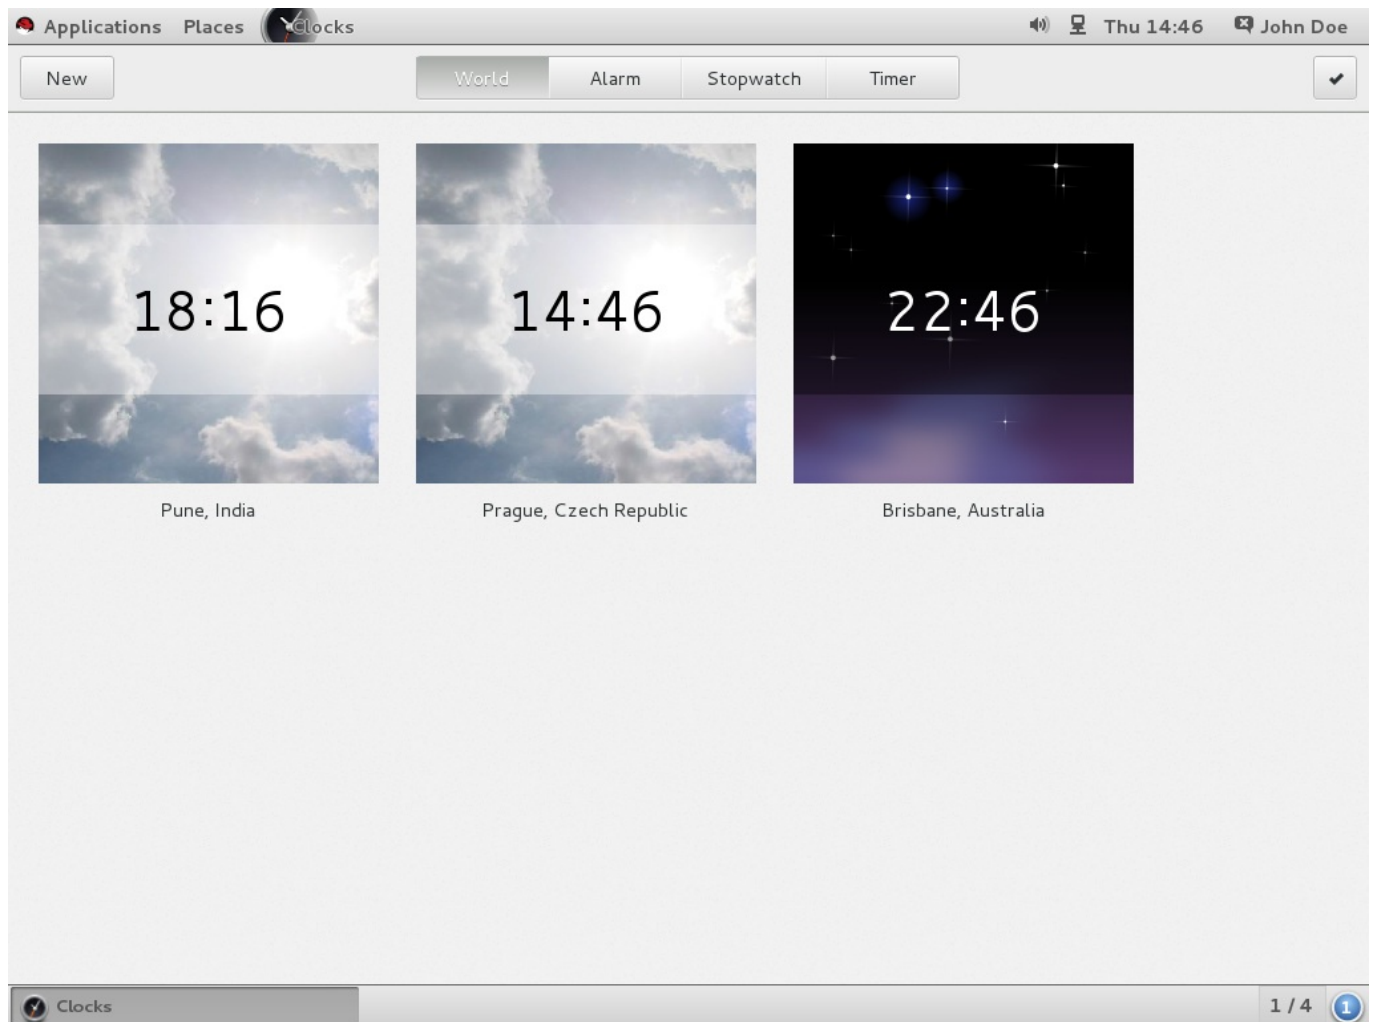 Applications Places Clocks Thu 14:46 John Doe
New World Alarm Stopwatch Timer
18:16 14:46 22:46
Pune, India Prague, Czech Republic Brisbane, Australia
Clocks 1 / 4 1